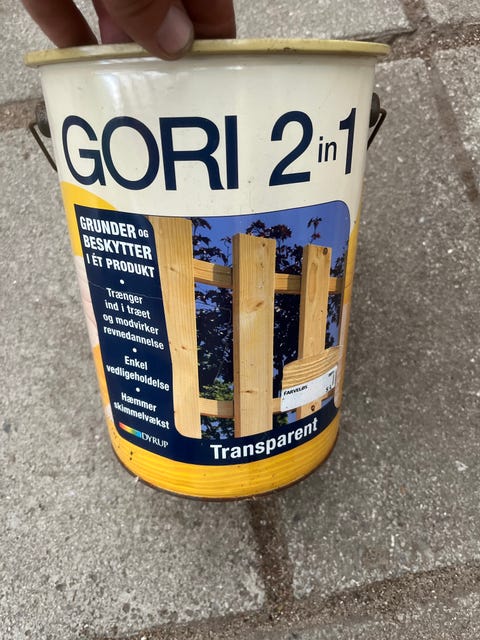 GORI 2 in 1
GRUNDER OG
BESKYTTER
I ÉT PRODUKT
•
Trænger
ind i træet
og modvirker
revnedannelse
•
Enkel
vedligeholdelse
•
Hæmmer
skimmelvækst
DYRUP
FARVELØS
Transparent